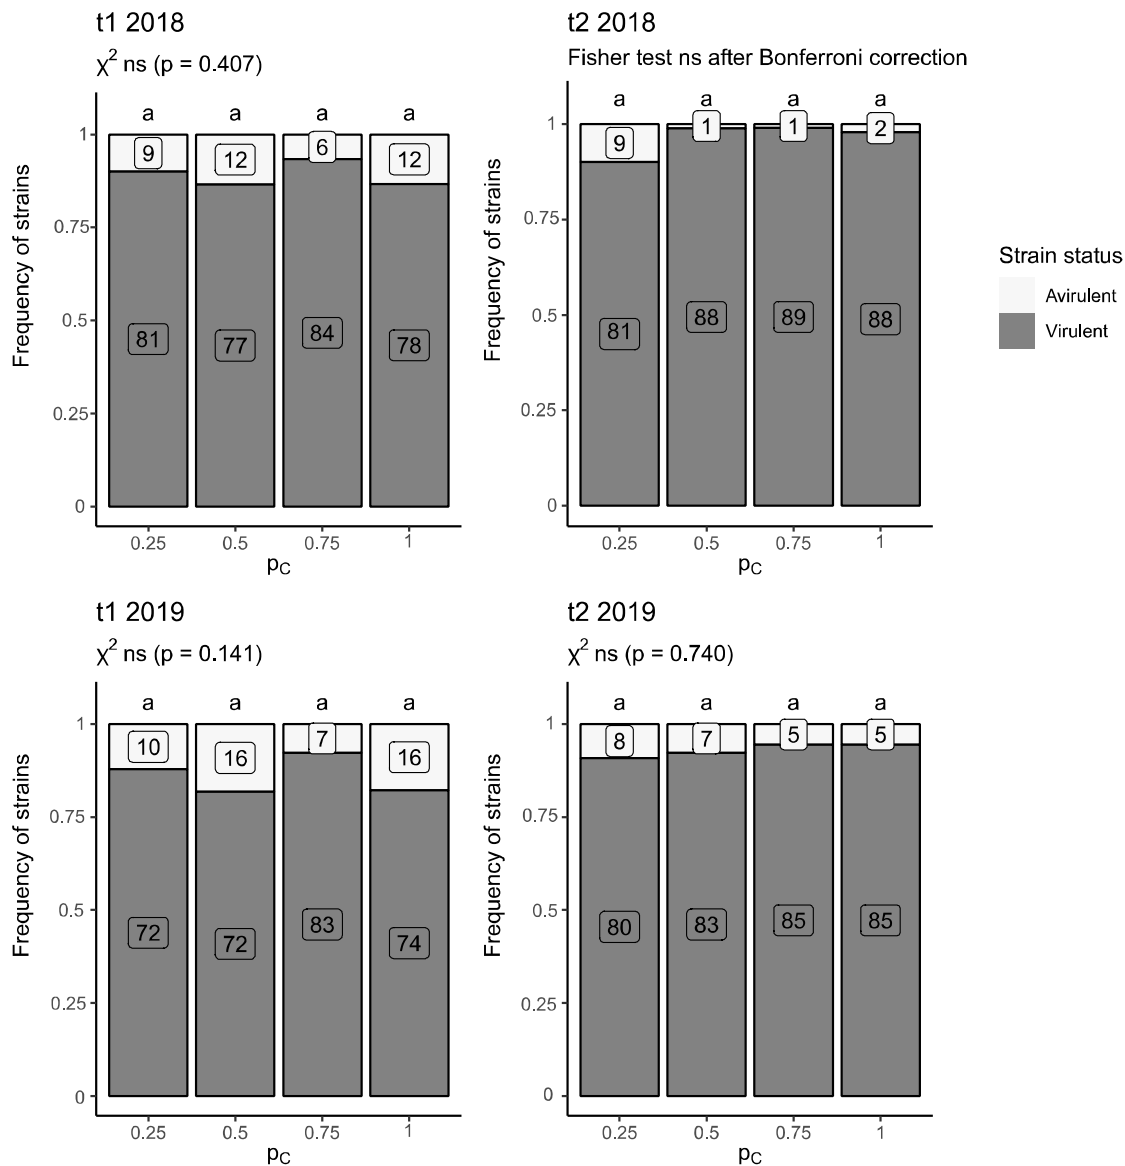 t1 2018
χ² ns (p = 0.407)
a a a a
Frequency of strains
1
0.75
0.5
0.25
0
9 12 6 12
81 77 84 78
0.25 0.5 0.75 1
pC
t2 2018
Fisher test ns after Bonferroni correction
a a a a
Frequency of strains
1
0.75
0.5
0.25
0
9 1 1 2
81 88 89 88
0.25 0.5 0.75 1
pC
Strain status
Avirulent
Virulent
t1 2019
χ² ns (p = 0.141)
a a a a
Frequency of strains
1
0.75
0.5
0.25
0
10 16 7 16
72 72 83 74
0.25 0.5 0.75 1
pC
t2 2019
χ² ns (p = 0.740)
a a a a
Frequency of strains
1
0.75
0.5
0.25
0
8 7 5 5
80 83 85 85
0.25 0.5 0.75 1
pC